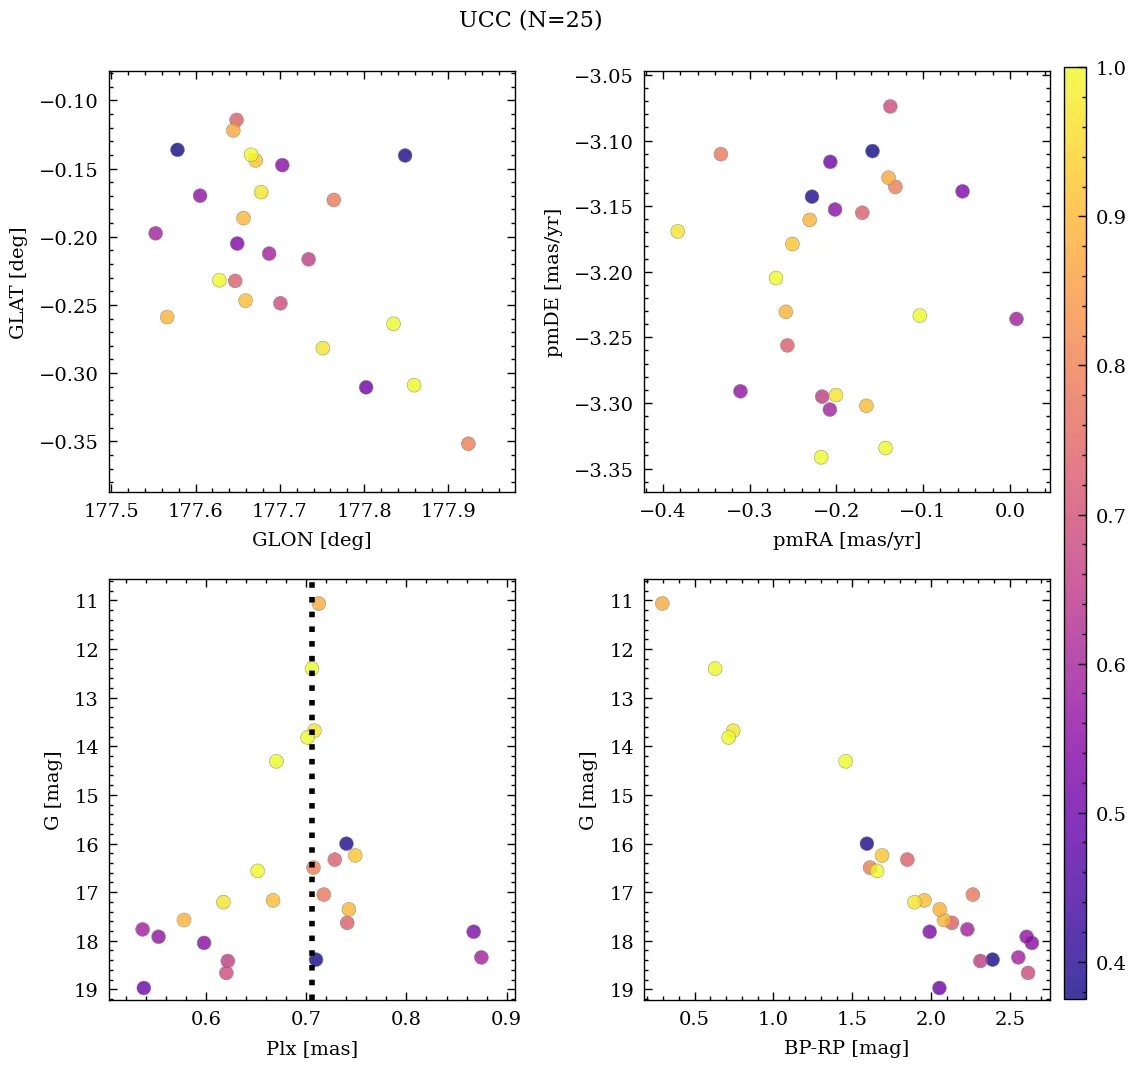 UCC (N=25)
−0.10
−0.15
−0.20
−0.25
−0.30
−0.35
GLAT [deg]
177.5 177.6 177.7 177.8 177.9
GLON [deg]
−3.05
−3.10
−3.15
−3.20
−3.25
−3.30
−3.35
pmDE [mas/yr]
−0.4 −0.3 −0.2 −0.1 0.0
pmRA [mas/yr]
11
12
13
14
15
16
17
18
19
G [mag]
0.6 0.7 0.8 0.9
Plx [mas]
11
12
13
14
15
16
17
18
19
G [mag]
0.5 1.0 1.5 2.0 2.5
BP-RP [mag]
1.0
0.9
0.8
0.7
0.6
0.5
0.4